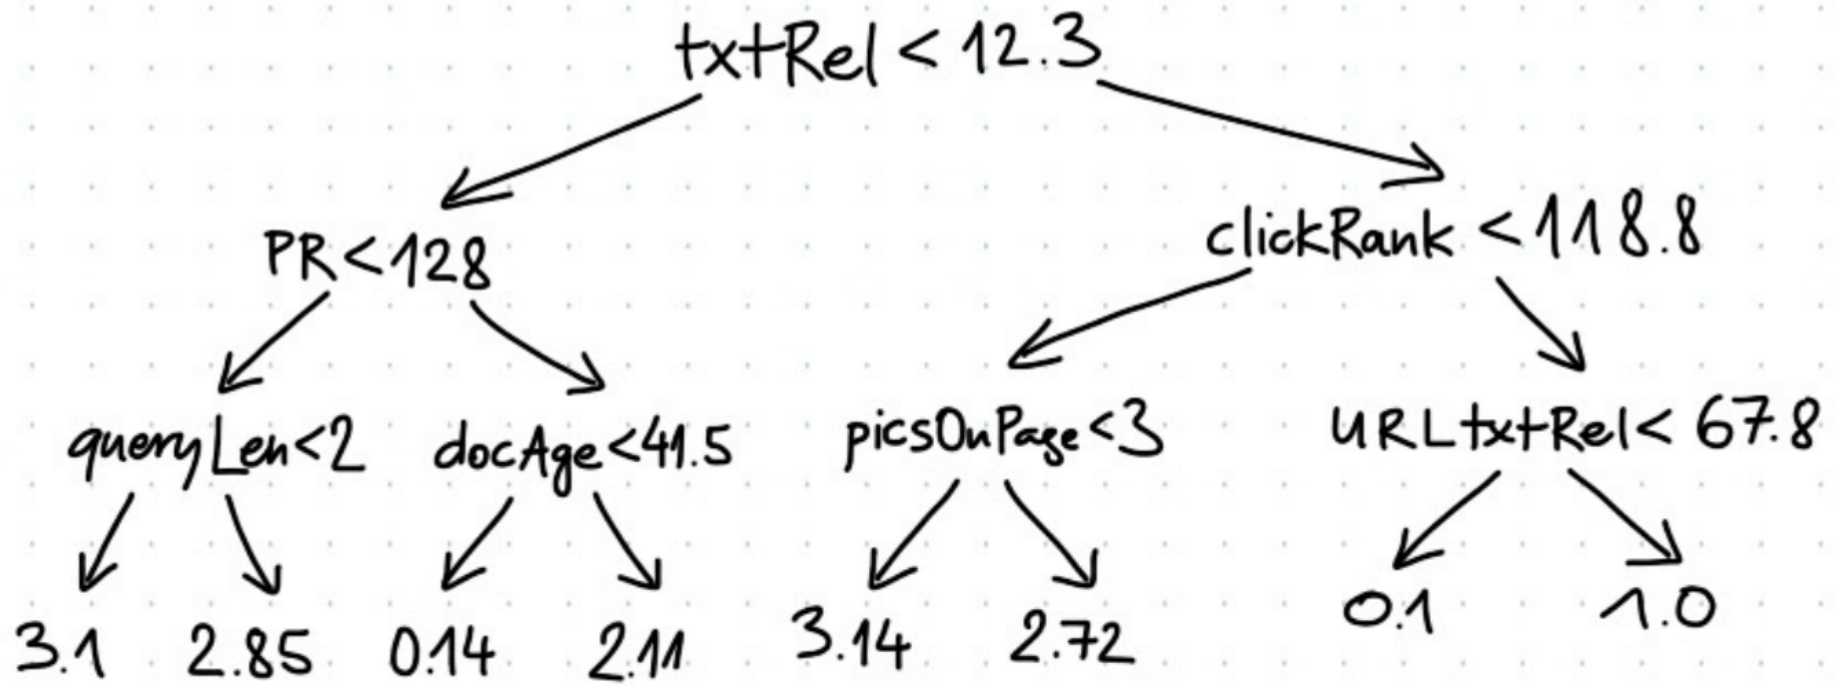 txtRel < 12.3
PR < 128 clickRank < 118.8
queryLen<2 docAge<41.5 picsOnPage<3 URLtxtRel< 67.8
3.1 2.85 0.14 2.11 3.14 2.72 0.1 1.0